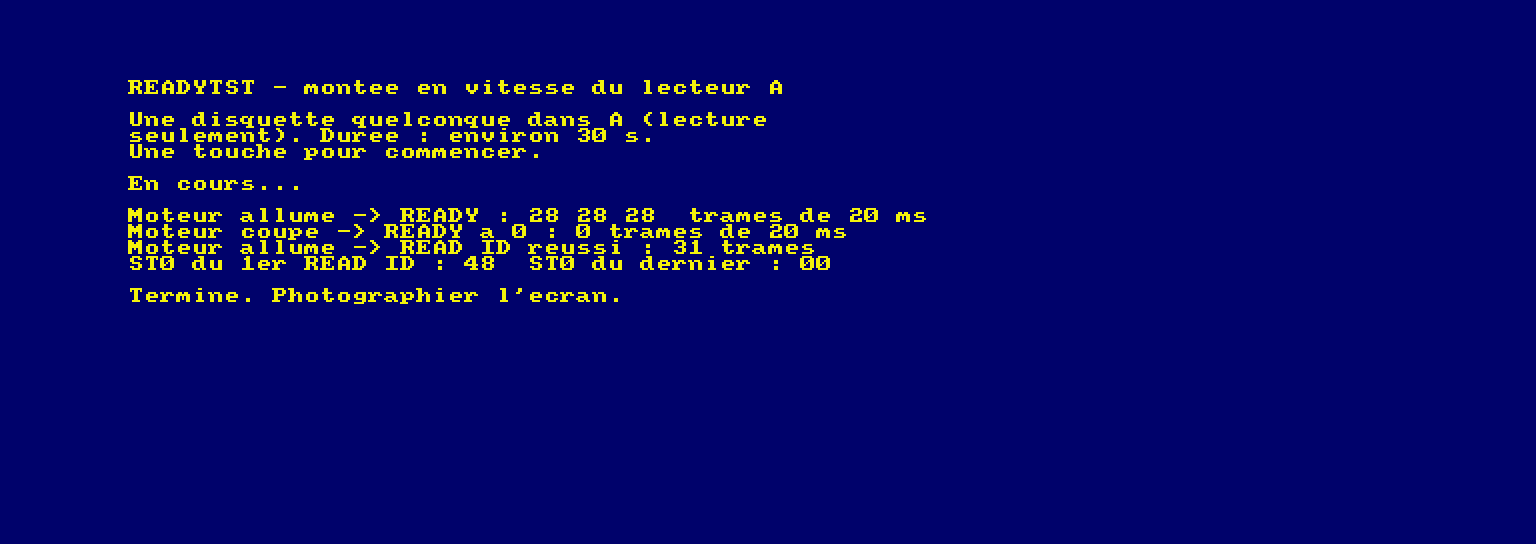 READYTST - montee en vitesse du lecteur A
Une disquette quelconque dans A (lecture
seulement). Duree : environ 30 s.
Une touche pour commencer.
En cours...
Moteur allume -> READY : 28 28 28  trames de 20 ms
Moteur coupe -> READY a 0 : 0 trames de 20 ms
Moteur allume -> READ ID reussi : 31 trames
ST0 du 1er READ ID : 48  ST0 du dernier : 00
Termine. Photographier l'ecran.